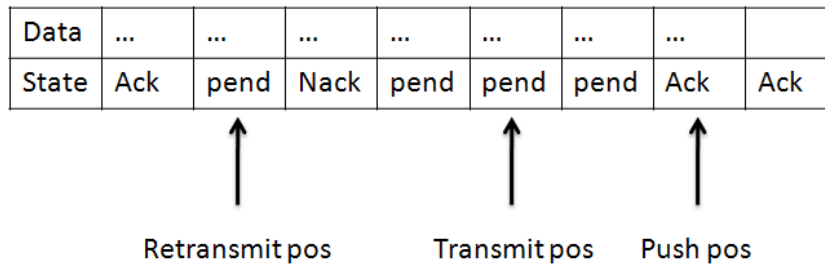 Data ... ... ... ... ... ... ...
State Ack pend Nack pend pend pend Ack Ack
Retransmit pos Transmit pos Push pos